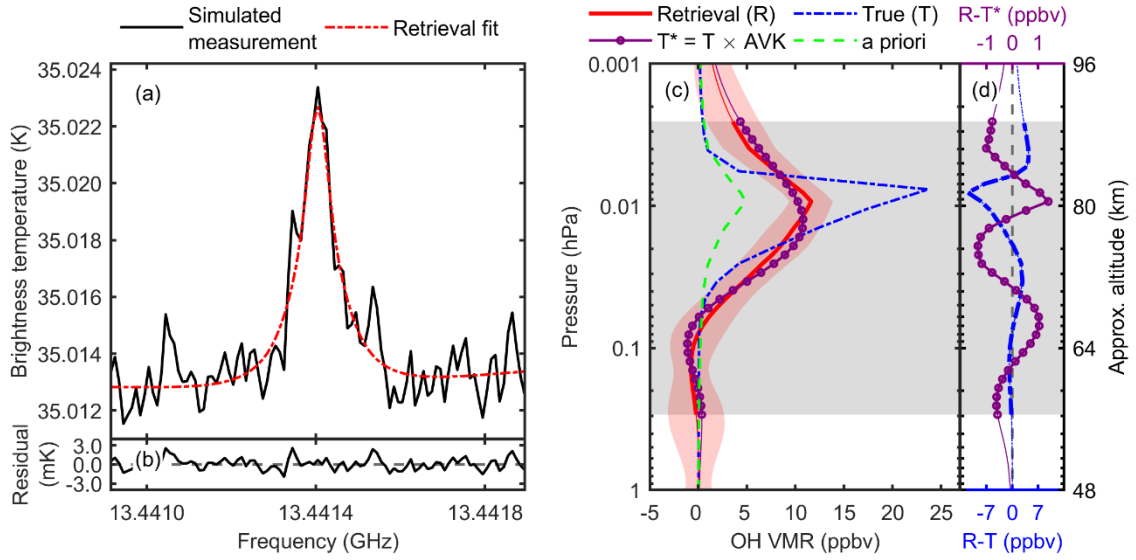 Simulated
measurement
Retrieval fit
35.024
35.022
35.020
35.018
35.016
35.014
35.012
Brightness temperature (K)
(a)
3.0
0.0
-3.0
Residual
(mK)
(b)
13.4410
13.4414
13.4418
Frequency (GHz)
Retrieval (R)
True (T)
T* = T × AVK
a priori
0.001
0.01
0.1
1
Pressure (hPa)
(c)
-5 0 5 10 15 20 25
OH VMR (ppbv)
R-T* (ppbv)
-1 0 1
(d)
96
80
64
48
Approx. altitude (km)
-7 0 7
R-T (ppbv)